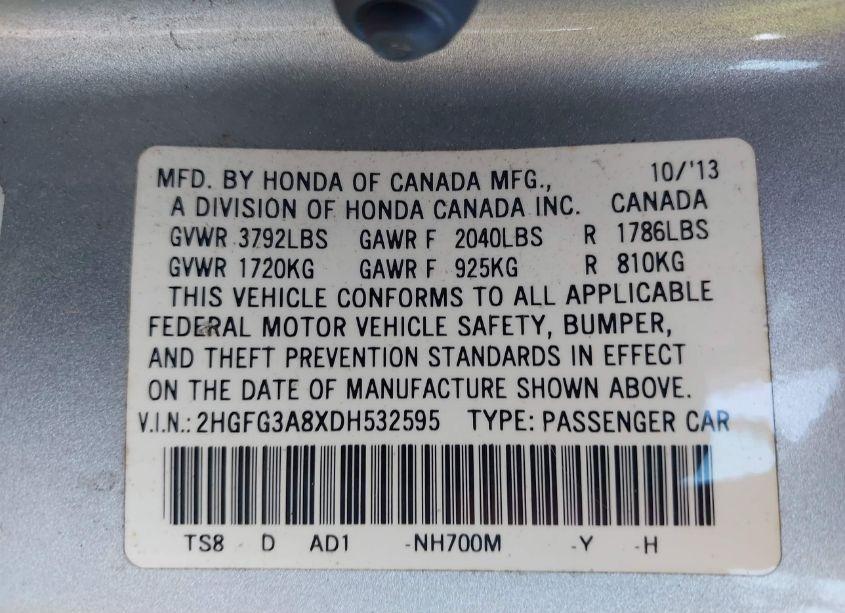 MFD. BY HONDA OF CANADA MFG., 10/'13
A DIVISION OF HONDA CANADA INC. CANADA
GVWR 3792LBS GAWR F 2040LBS R 1786LBS
GVWR 1720KG GAWR F 925KG R 810KG
THIS VEHICLE CONFORMS TO ALL APPLICABLE
FEDERAL MOTOR VEHICLE SAFETY, BUMPER,
AND THEFT PREVENTION STANDARDS IN EFFECT
ON THE DATE OF MANUFACTURE SHOWN ABOVE.
V.I.N.: 2HGFG3A8XDH532595 TYPE: PASSENGER CAR
TS8 D AD1 -NH700M -Y -H